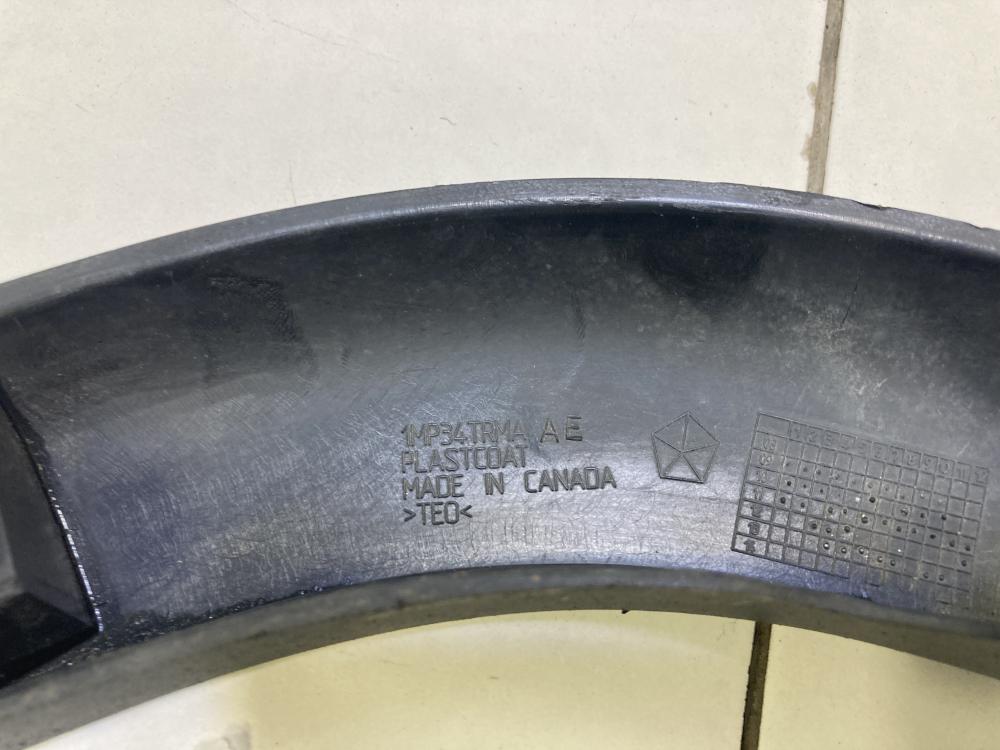 1MP34TRMA AE
PLASTCOAT
MADE IN CANADA
>TEO<